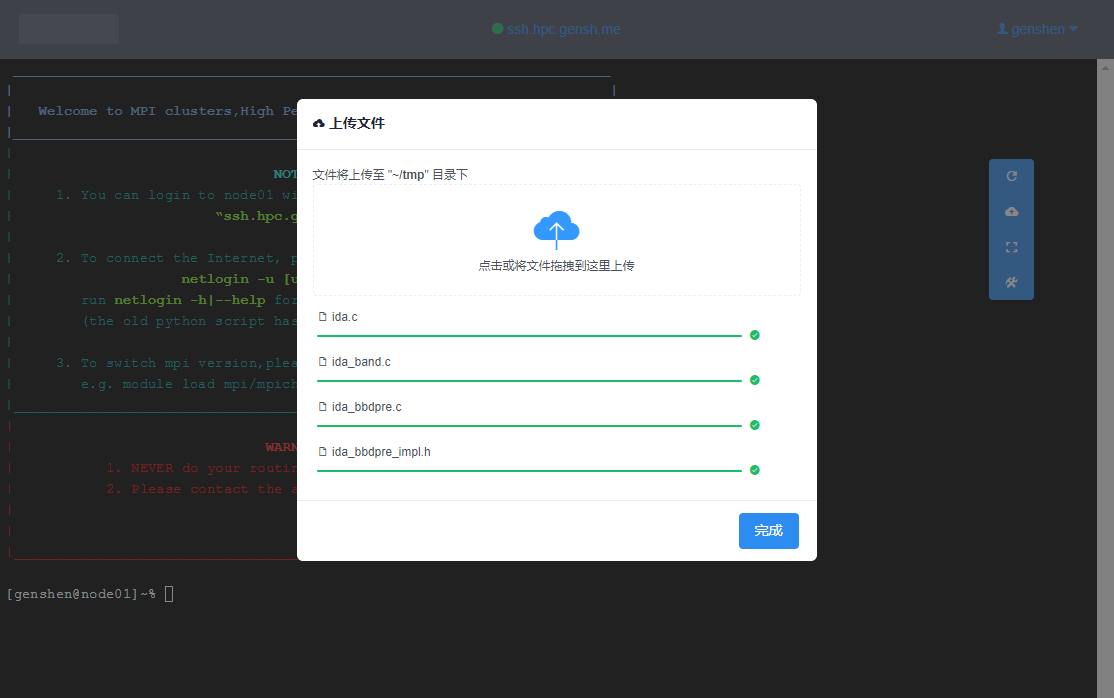 ssh.hpc.gensh.me
genshen
Welcome to MPI clusters,High Pe
上传文件
文件将上传至 "~/tmp" 目录下
点击或将文件拖拽到这里上传
ida.c
ida_band.c
ida_bbdpre.c
ida_bbdpre_impl.h
完成
NOT
1. You can login to node01 wi
“ssh.hpc.g
2. To connect the Internet, p
netlogin -u [u
run netlogin -h|--help for
(the old python script has
3. To switch mpi version,plea
e.g. module load mpi/mpich
WARN
1. NEVER do your routin
2. Please contact the a
[genshen@node01]~%